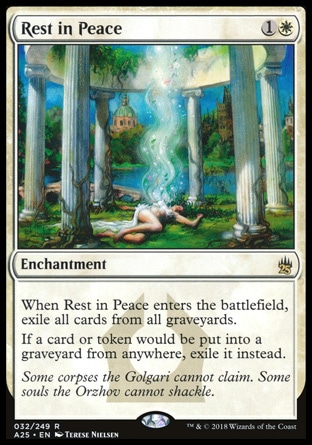 Rest in Peace 1
Enchantment
When Rest in Peace enters the battlefield,
exile all cards from all graveyards.
If a card or token would be put into a
graveyard from anywhere, exile it instead.
Some corpses the Golgari cannot claim. Some
souls the Orzhov cannot shackle.
032/249 R
A25 • EN Terese Nielsen
™ & © 2018 Wizards of the Coast